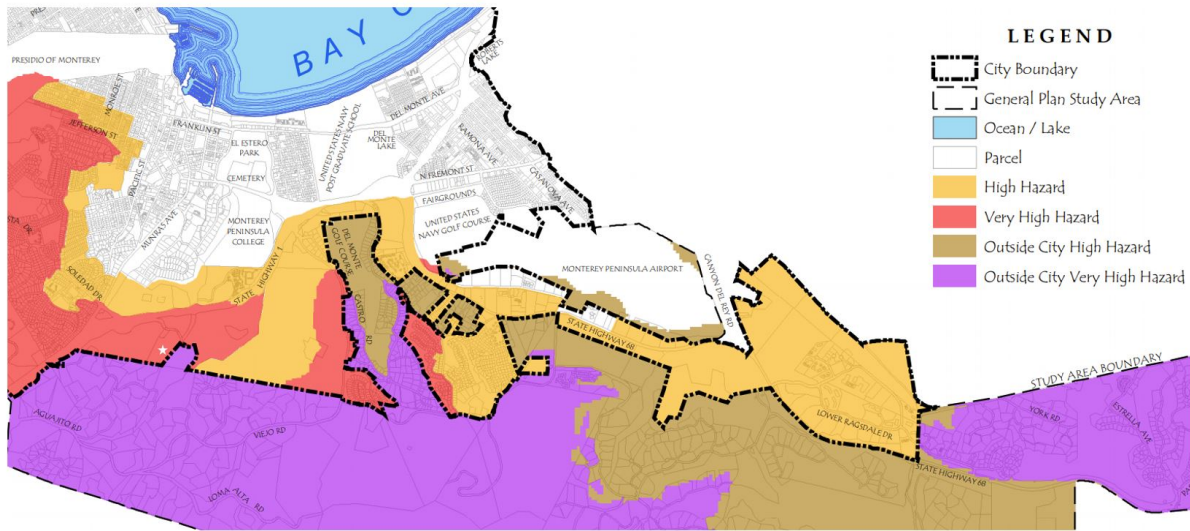 PRESIDIO OF MONTEREY
MONROE ST
JEFFERSON ST
FRANKLIN ST
PACIFIC ST
EL ESTERO
PARK
CEMETERY
MUNRAS AVE
MONTEREY
PENINSULA
COLLEGE
SOLEDAD DR
STATE HIGHWAY 1
BAY
UNITED STATES NAVY
POST GRADUATE SCHOOL
DEL MONTE AVE
DEL
MONTE
LAKE
ROBERTS
LAKE
RAMONA AVE
CASANOVA AVE
N FREMONT ST
FAIRGROUNDS
UNITED STATES
NAVY GOLF COURSE
DEL MONTE
GOLF COURSE
CASTRO RD
MONTEREY PENINSULA AIRPORT
CANYON DEL REY RD
STATE HIGHWAY 68
LOWER RAGSDALE DR
STATE HIGHWAY 68
AGUAJITO RD
VIEJO RD
LOMA ALTA RD
STUDY AREA BOUNDARY
YORK RD
ESTRELLA AVE
LEGEND
City Boundary
General Plan Study Area
Ocean / Lake
Parcel
High Hazard
Very High Hazard
Outside City High Hazard
Outside City Very High Hazard